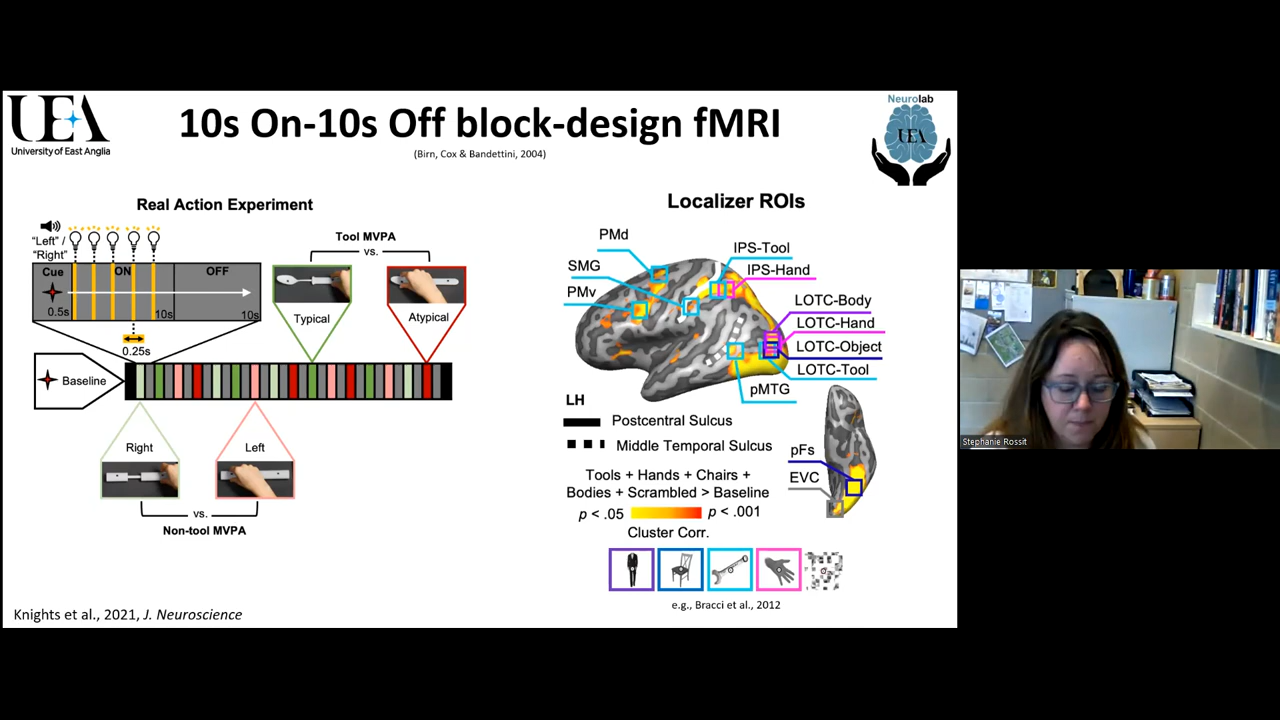 UEA
University of East Anglia
10s On-10s Off block-design fMRI
(Birn, Cox & Bandettini, 2004)
Neurolab
UEA
Real Action Experiment
"Left" /
"Right"
Cue
ON
OFF
0.5s
10s
10s
0.25s
Baseline
Tool MVPA
vs.
Typical
Atypical
Right
Left
vs.
Non-tool MVPA
Localizer ROIs
PMd
SMG
PMv
IPS-Tool
IPS-Hand
LOTC-Body
LOTC-Hand
LOTC-Object
LOTC-Tool
pMTG
LH
Postcentral Sulcus
Middle Temporal Sulcus
pFs
EVC
Tools + Hands + Chairs +
Bodies + Scrambled > Baseline
p < .05
p < .001
Cluster Corr.
e.g., Bracci et al., 2012
Knights et al., 2021, J. Neuroscience
Stephanie Rossit